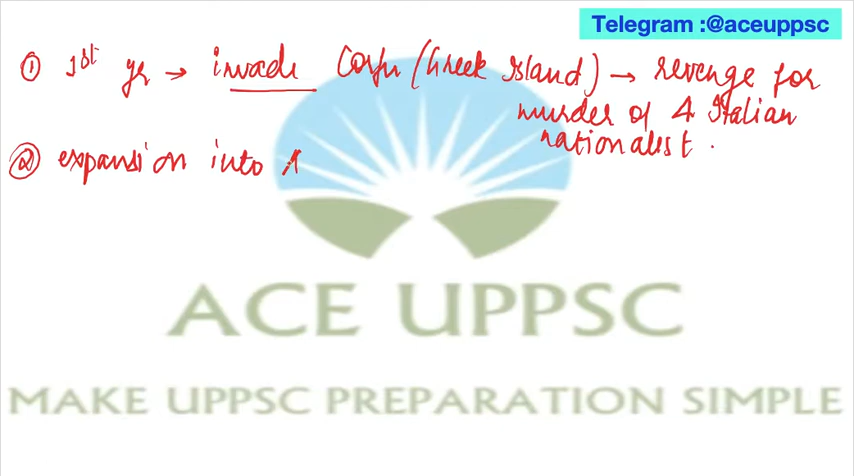 Telegram :@aceuppsc
① 1st yr → invade Corfu (Greek Island) → revenge for
murder of 4 Italian
nationalist.
② expansion into
ACE UPPSC
MAKE UPPSC PREPARATION SIMPLE